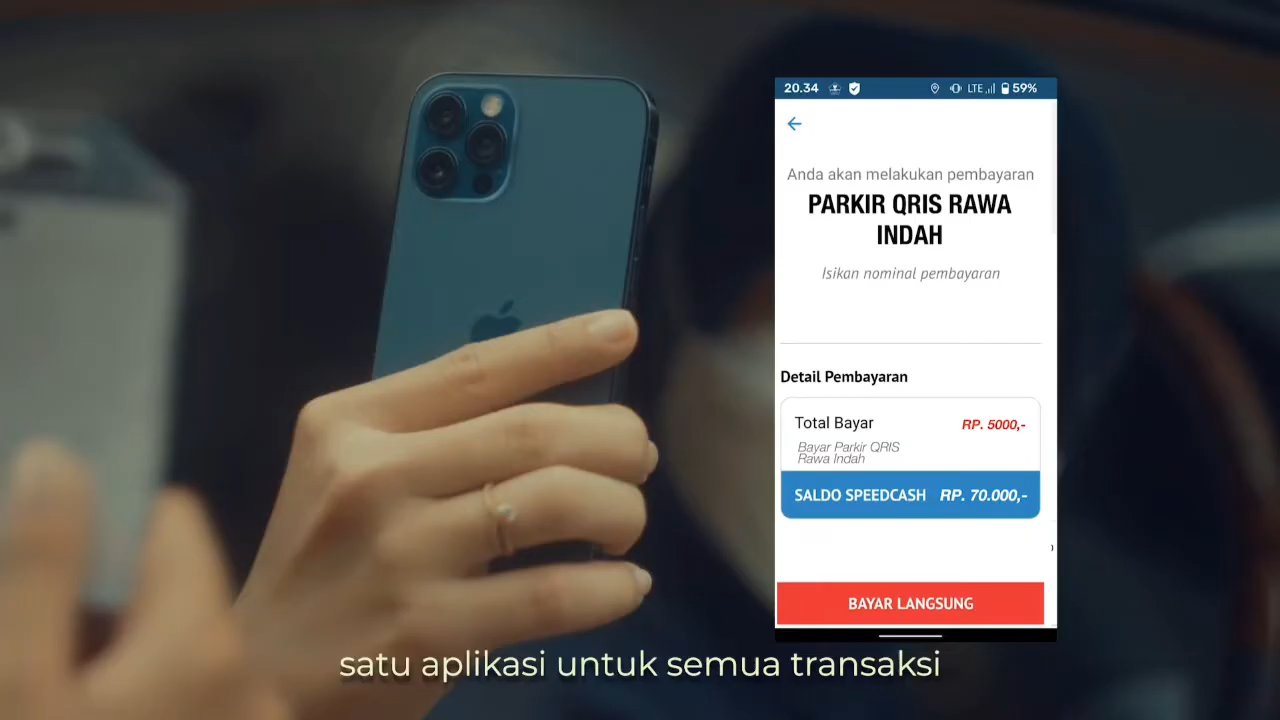 20.34 LTE 59%
Anda akan melakukan pembayaran
PARKIR QRIS RAWA
INDAH
Isikan nominal pembayaran
Detail Pembayaran
Total Bayar RP. 5000,-
Bayar Parkir QRIS
Rawa Indah
SALDO SPEEDCASH RP. 70.000,-
BAYAR LANGSUNG
satu aplikasi untuk semua transaksi